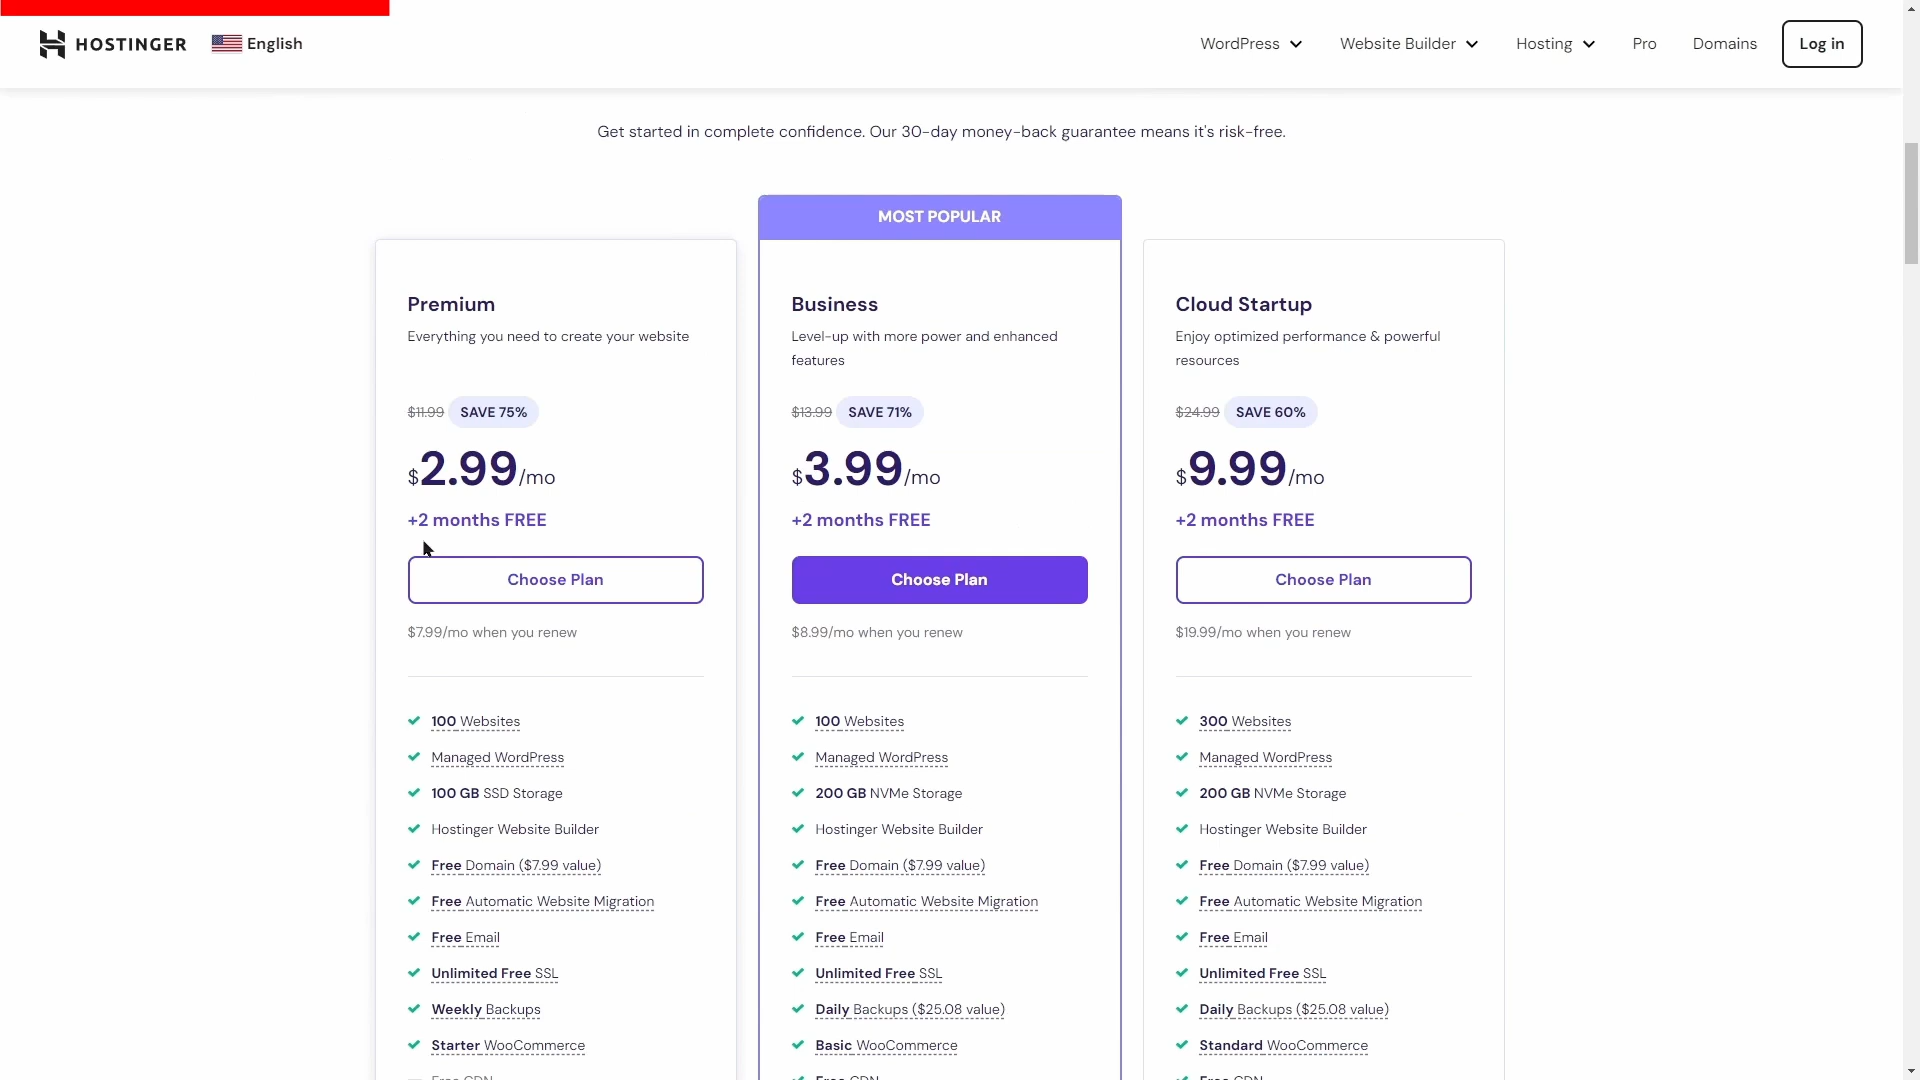 HOSTINGER English WordPress Website Builder Hosting Pro Domains Log in
Get started in complete confidence. Our 30-day money-back guarantee means it's risk-free.
MOST POPULAR
Premium
Everything you need to create your website
$11.99 SAVE 75%
$2.99/mo
+2 months FREE
Choose Plan
$7.99/mo when you renew
100 Websites
Managed WordPress
100 GB SSD Storage
Hostinger Website Builder
Free Domain ($7.99 value)
Free Automatic Website Migration
Free Email
Unlimited Free SSL
Weekly Backups
Starter WooCommerce
Free CDN
Business
Level-up with more power and enhanced
features
$13.99 SAVE 71%
$3.99/mo
+2 months FREE
Choose Plan
$8.99/mo when you renew
100 Websites
Managed WordPress
200 GB NVMe Storage
Hostinger Website Builder
Free Domain ($7.99 value)
Free Automatic Website Migration
Free Email
Unlimited Free SSL
Daily Backups ($25.08 value)
Basic WooCommerce
Free CDN
Cloud Startup
Enjoy optimized performance & powerful
resources
$24.99 SAVE 60%
$9.99/mo
+2 months FREE
Choose Plan
$19.99/mo when you renew
300 Websites
Managed WordPress
200 GB NVMe Storage
Hostinger Website Builder
Free Domain ($7.99 value)
Free Automatic Website Migration
Free Email
Unlimited Free SSL
Daily Backups ($25.08 value)
Standard WooCommerce
Free CDN